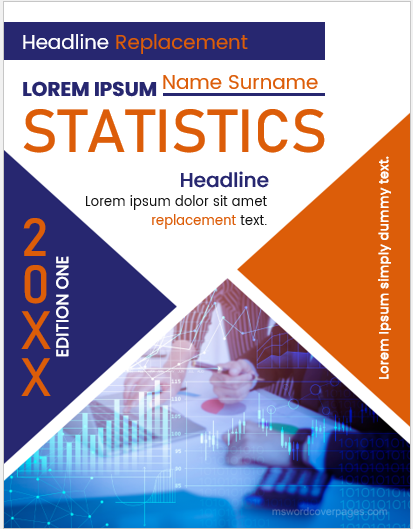 Headline Replacement
LOREM IPSUM Name Surname
STATISTICS
Headline
Lorem ipsum dolor sit amet
replacement text.
20XX
EDITION ONE
Lorem ipsum simply dummy text.
mswordcoverpages.com